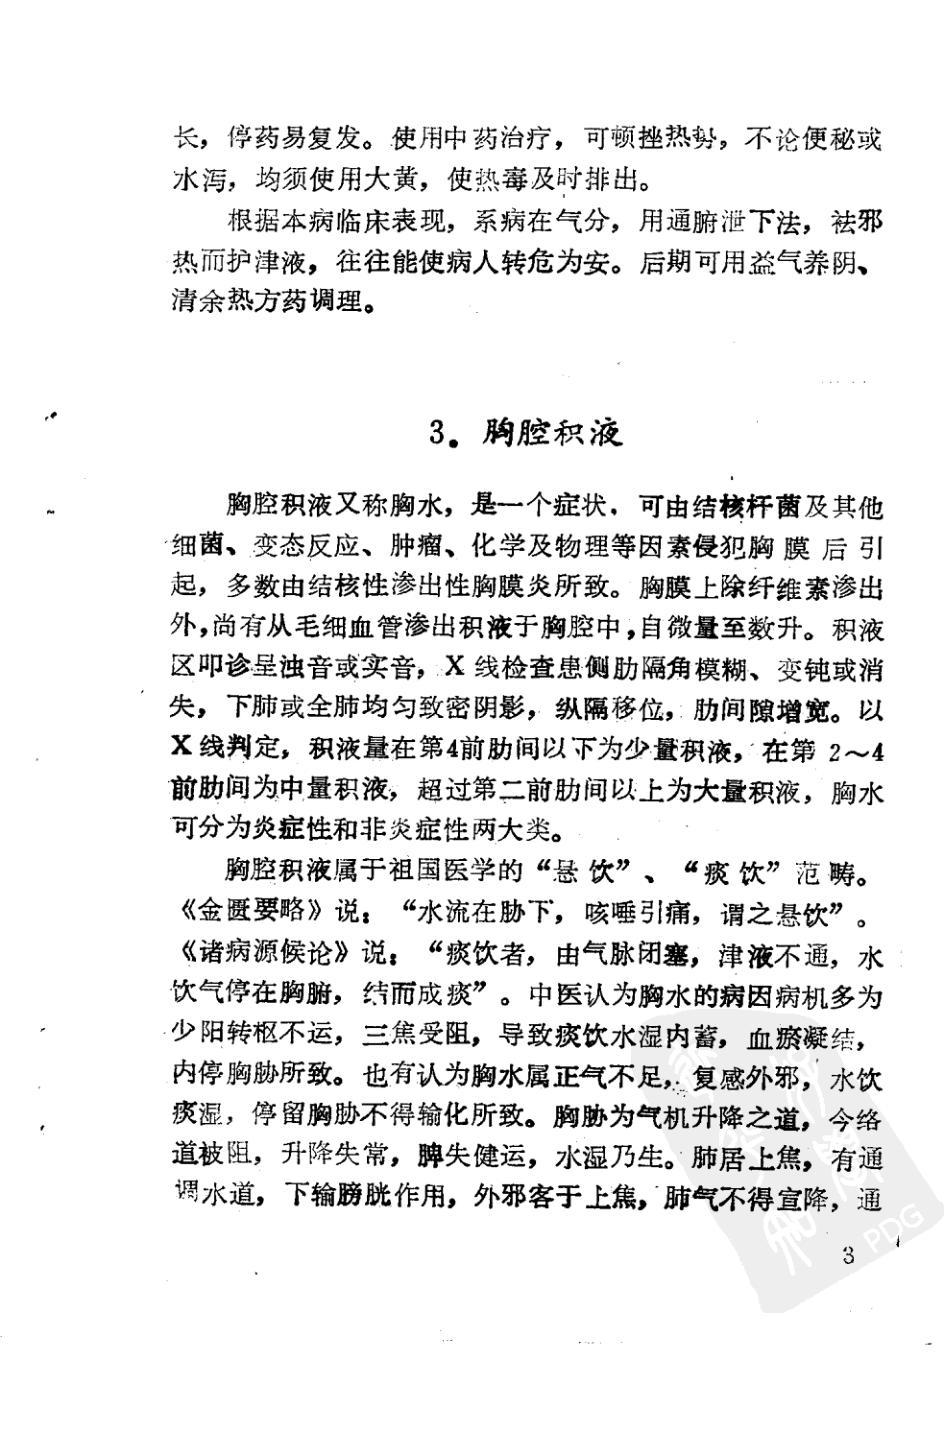 长，停药易复发。使用中药治疗，可顿挫热势，不论便秘或
水泻，均须使用大黄，使热毒及时排出。
根据本病临床表现，系病在气分，用通腑泄下法，祛邪
热而护津液，往往能使病人转危为安。后期可用益气养阴、
清余热方药调理。
3。胸腔积液
胸腔积液又称胸水，是一个症状．可由结核杆菌及其他
细菌、变态反应、肿瘤、化学及物理等因素侵犯胸膜后引
起，多数由结核性渗出性胸膜炎所致。胸膜上除纤维素渗出
外，尚有从毛细血管渗出积液于胸腔中，自微量至数升。积液
区叩诊呈浊音或实音，X线检查患侧肋隔角模糊、变钝或消
失，下肺或全肺均匀致密阴影，纵隔移位，肋间隙增宽。以
X线判定，积液量在第4前肋间以下为少量积液，在第2～4
前肋间为中量积液，超过第二前肋间以上为大量积液，胸水
可分为炎症性和非炎症性两大类。
胸腔积液属于祖国医学的“悬饮”、“痰饮”范畴。
《金匮要略》说：“水流在胁下，咳唾引痛，谓之悬饮”。
《诸病源候论》说：“痰饮者，由气脉闭塞，津液不通，水
饮气停在胸腑，结而成痰”。中医认为胸水的病因病机多为
少阳转枢不运，三焦受阻，导致痰饮水湿内蓄，血瘀凝结，
内停胸胁所致。也有认为胸水属正气不足，复感外邪，水饮
痰湿，停留胸胁不得输化所致。胸胁为气机升降之道，今络
道被阻，升降失常，脾失健运，水湿乃生。肺居上焦，有通
调水道，下输膀胱作用，外邪客于上焦，肺气不得宣降，通
3
PDG